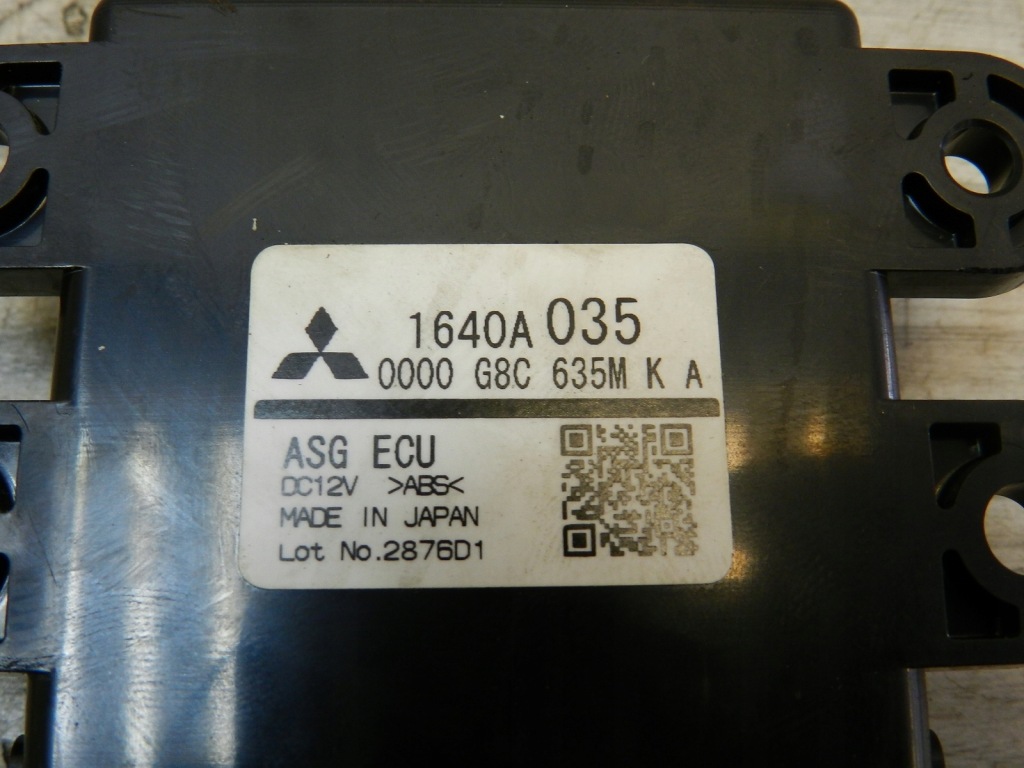 1640A 035
0000 G8C 635M K A
ASG ECU
DC12V >ABS<
MADE IN JAPAN
Lot No.2876D1